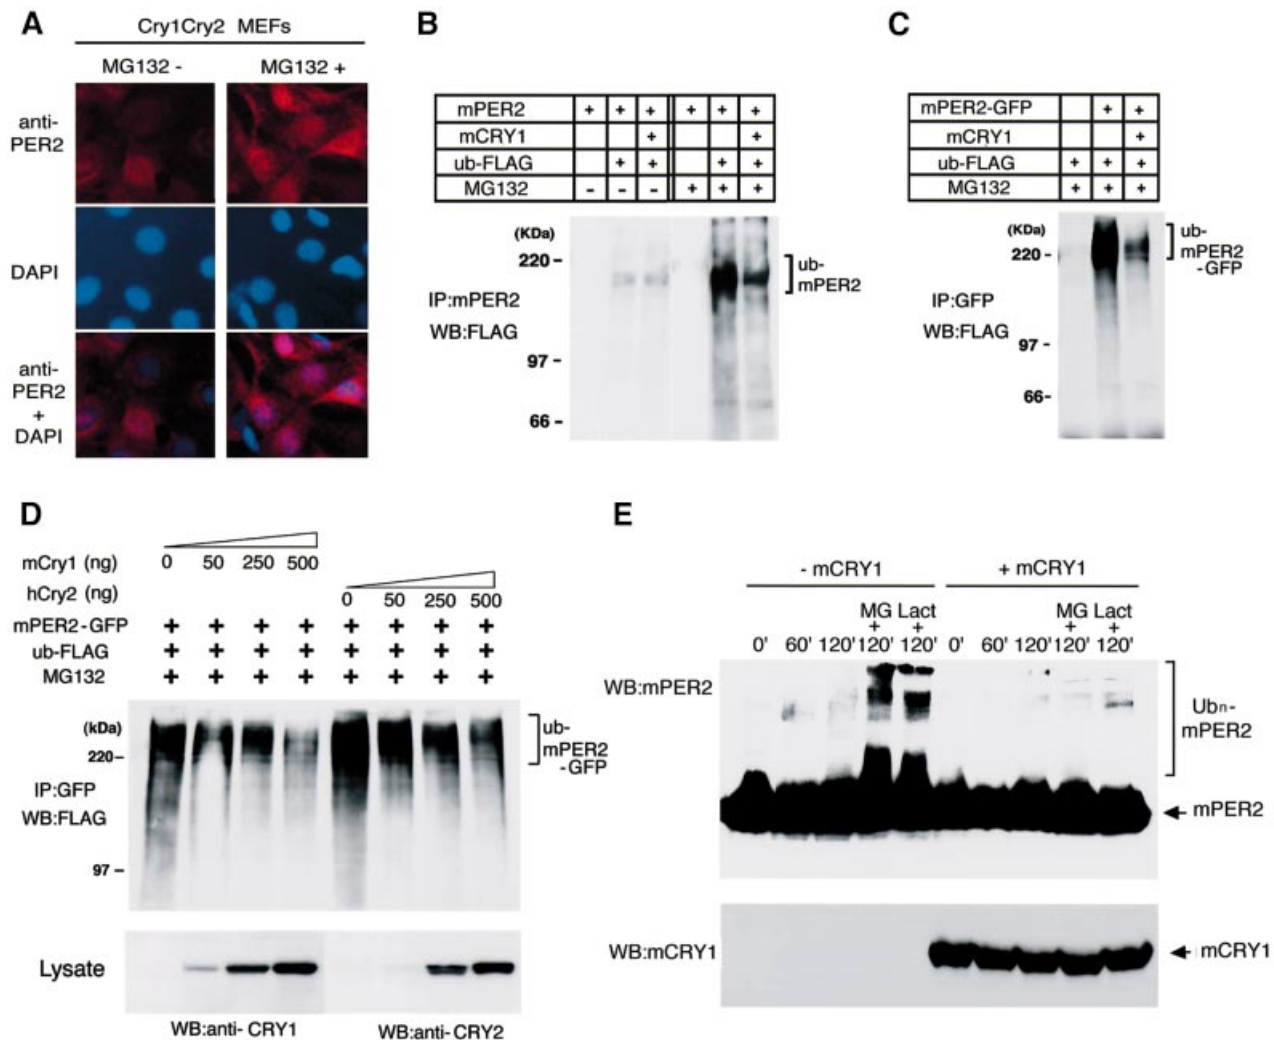 A
Cry1Cry2 MEFs
MG132 - MG132 +
anti-
PER2
DAPI
anti-
PER2
+
DAPI
B
mPER2 + + + + + +
mCRY1 + +
ub-FLAG + + + +
MG132 - - - + + +
(KDa)
220 -
97 -
66 -
IP:mPER2
WB:FLAG
ub-
mPER2
C
mPER2-GFP + +
mCRY1 +
ub-FLAG + + +
MG132 + + +
(KDa)
220 -
97 -
66-
IP:GFP
WB:FLAG
ub-
mPER2
-GFP
D
mCry1 (ng) 0 50 250 500
hCry2 (ng) 0 50 250 500
mPER2-GFP + + + + + + + +
ub-FLAG + + + + + + + +
MG132 + + + + + + + +
(kDa)
220–
97 –
IP:GFP
WB:FLAG
ub-
mPER2
-GFP
Lysate
WB:anti- CRY1 WB:anti-CRY2
E
- mCRY1 + mCRY1
MG Lact MG Lact
+ + + +
0' 60' 120' 120' 120' 0' 60' 120' 120' 120'
WB:mPER2
Ubn-
mPER2
mPER2
WB:mCRY1
mCRY1